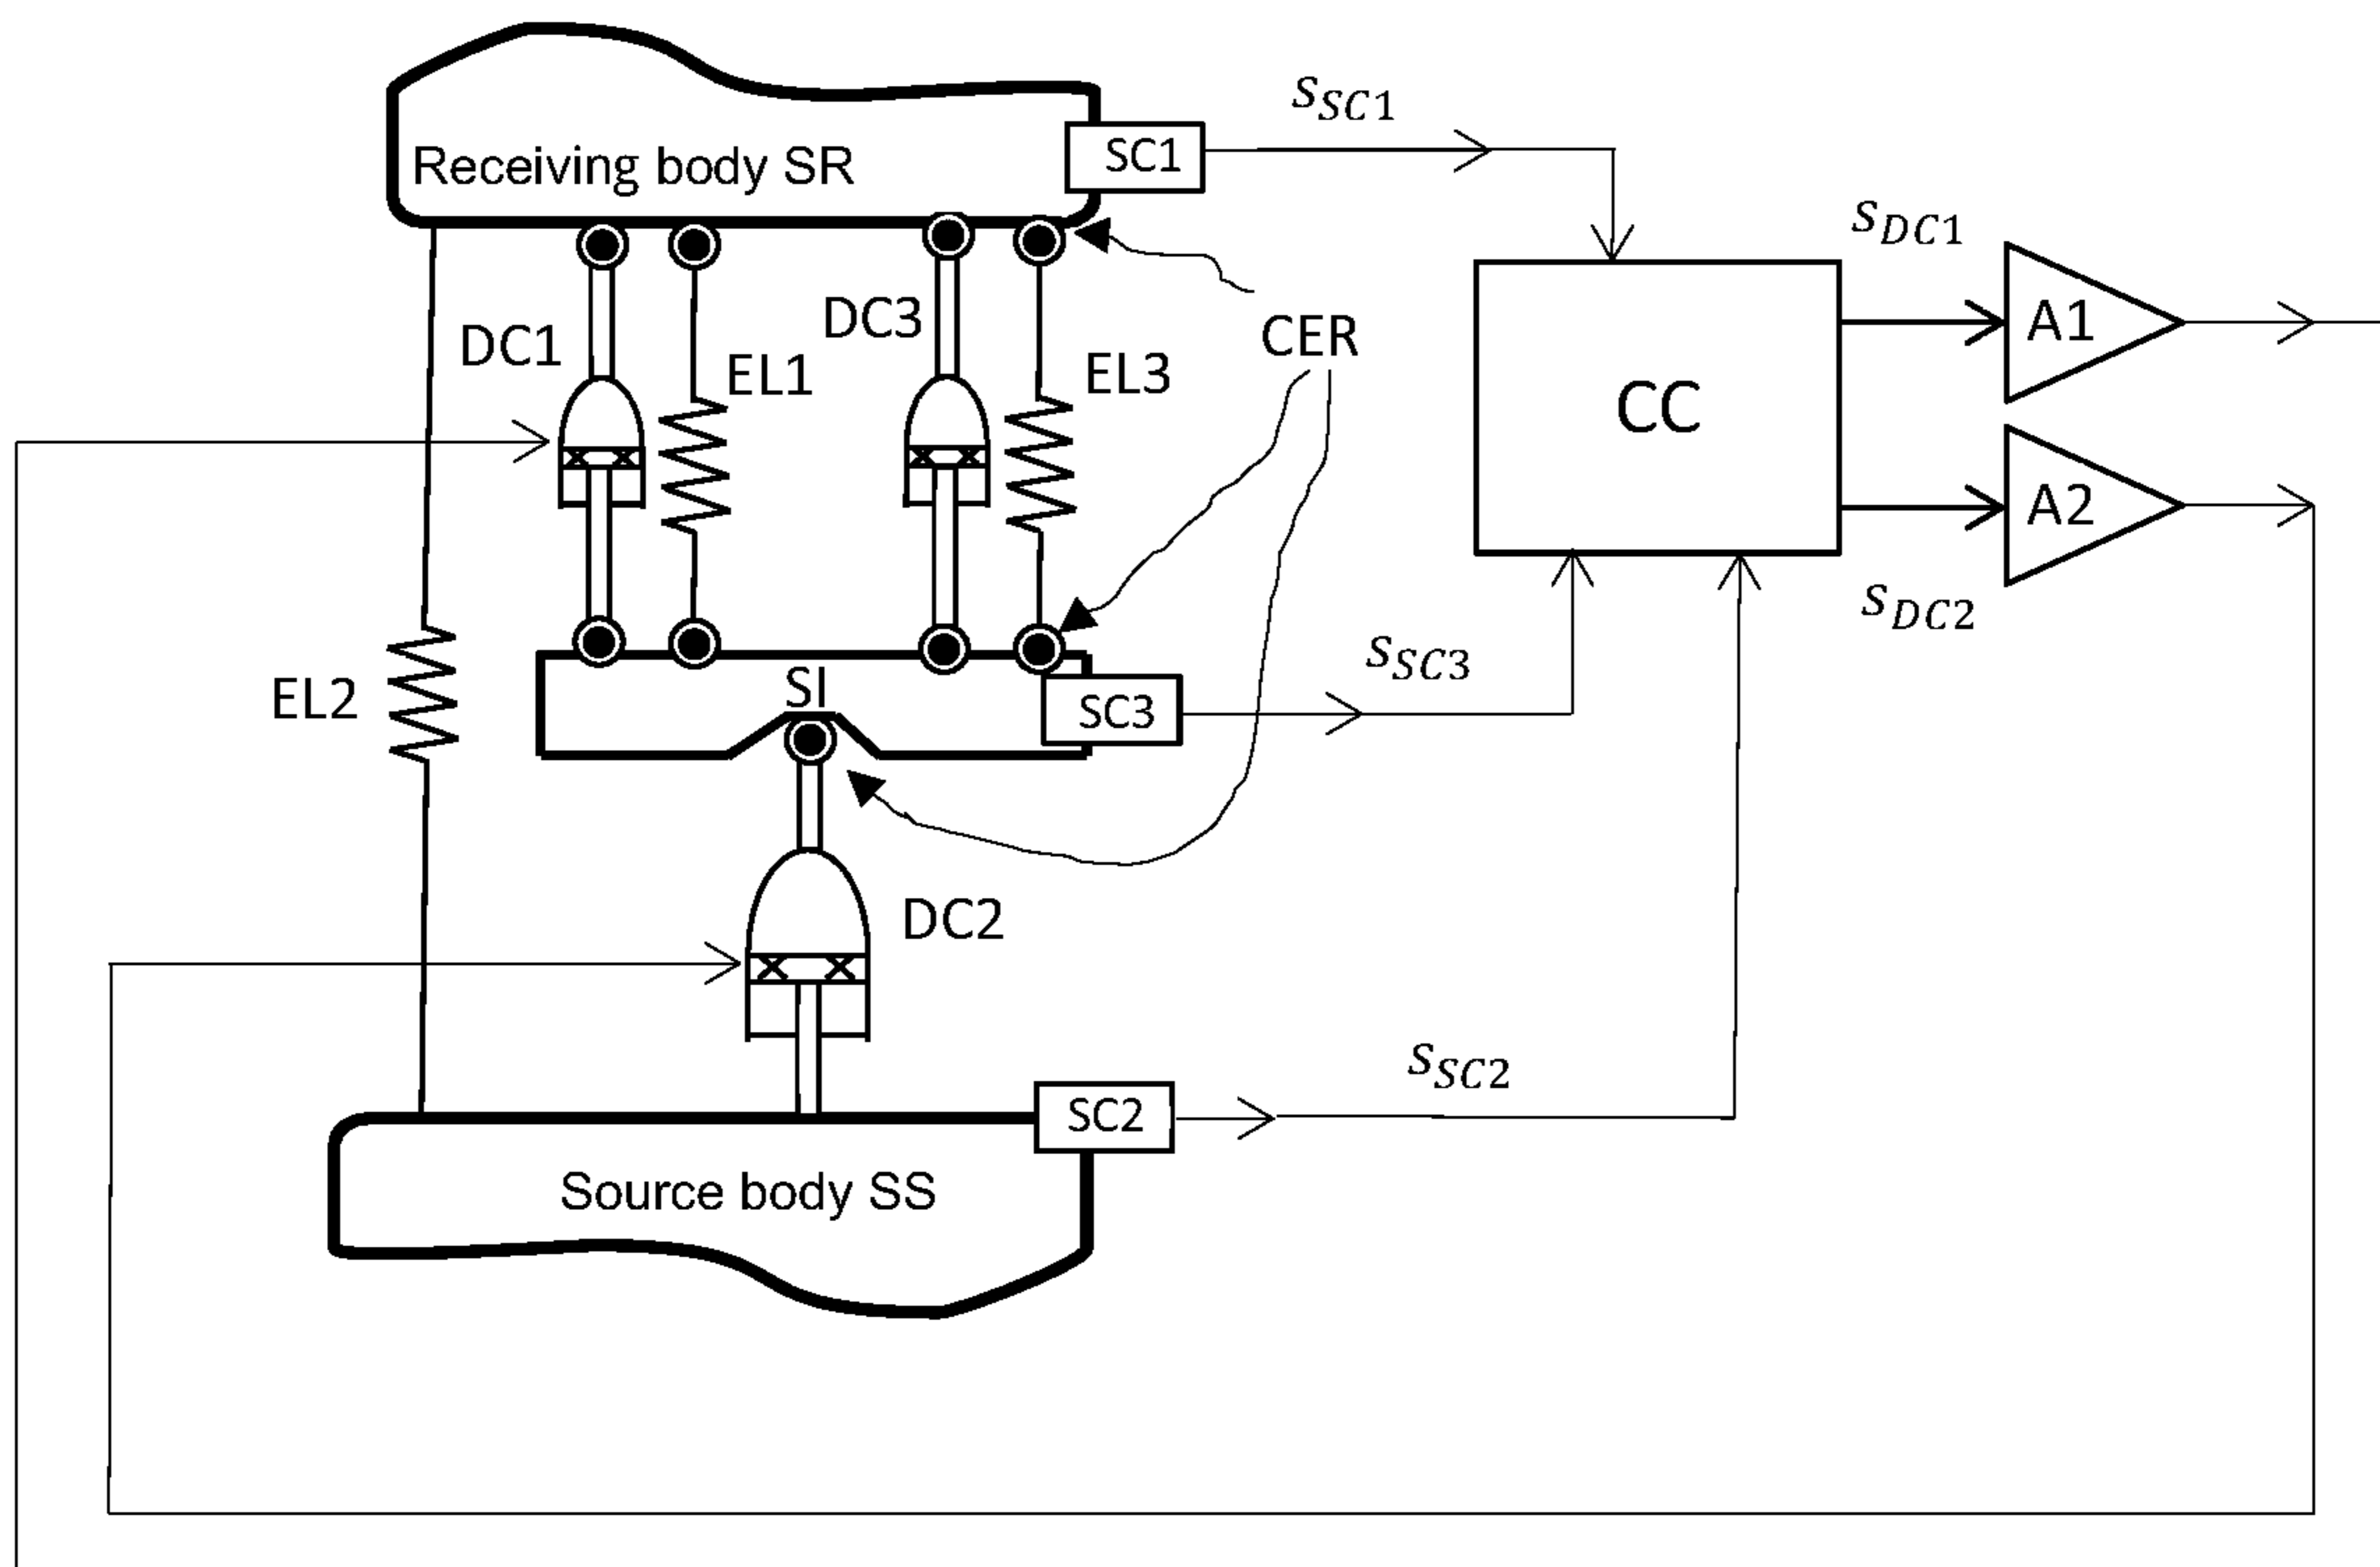 s_SC1
Receiving body SR
SC1
s_DC1
A1
DC1
EL1
DC3
EL3
CER
CC
A2
s_DC2
EL2
SI
SC3
s_SC3
DC2
s_SC2
SC2
Source body SS